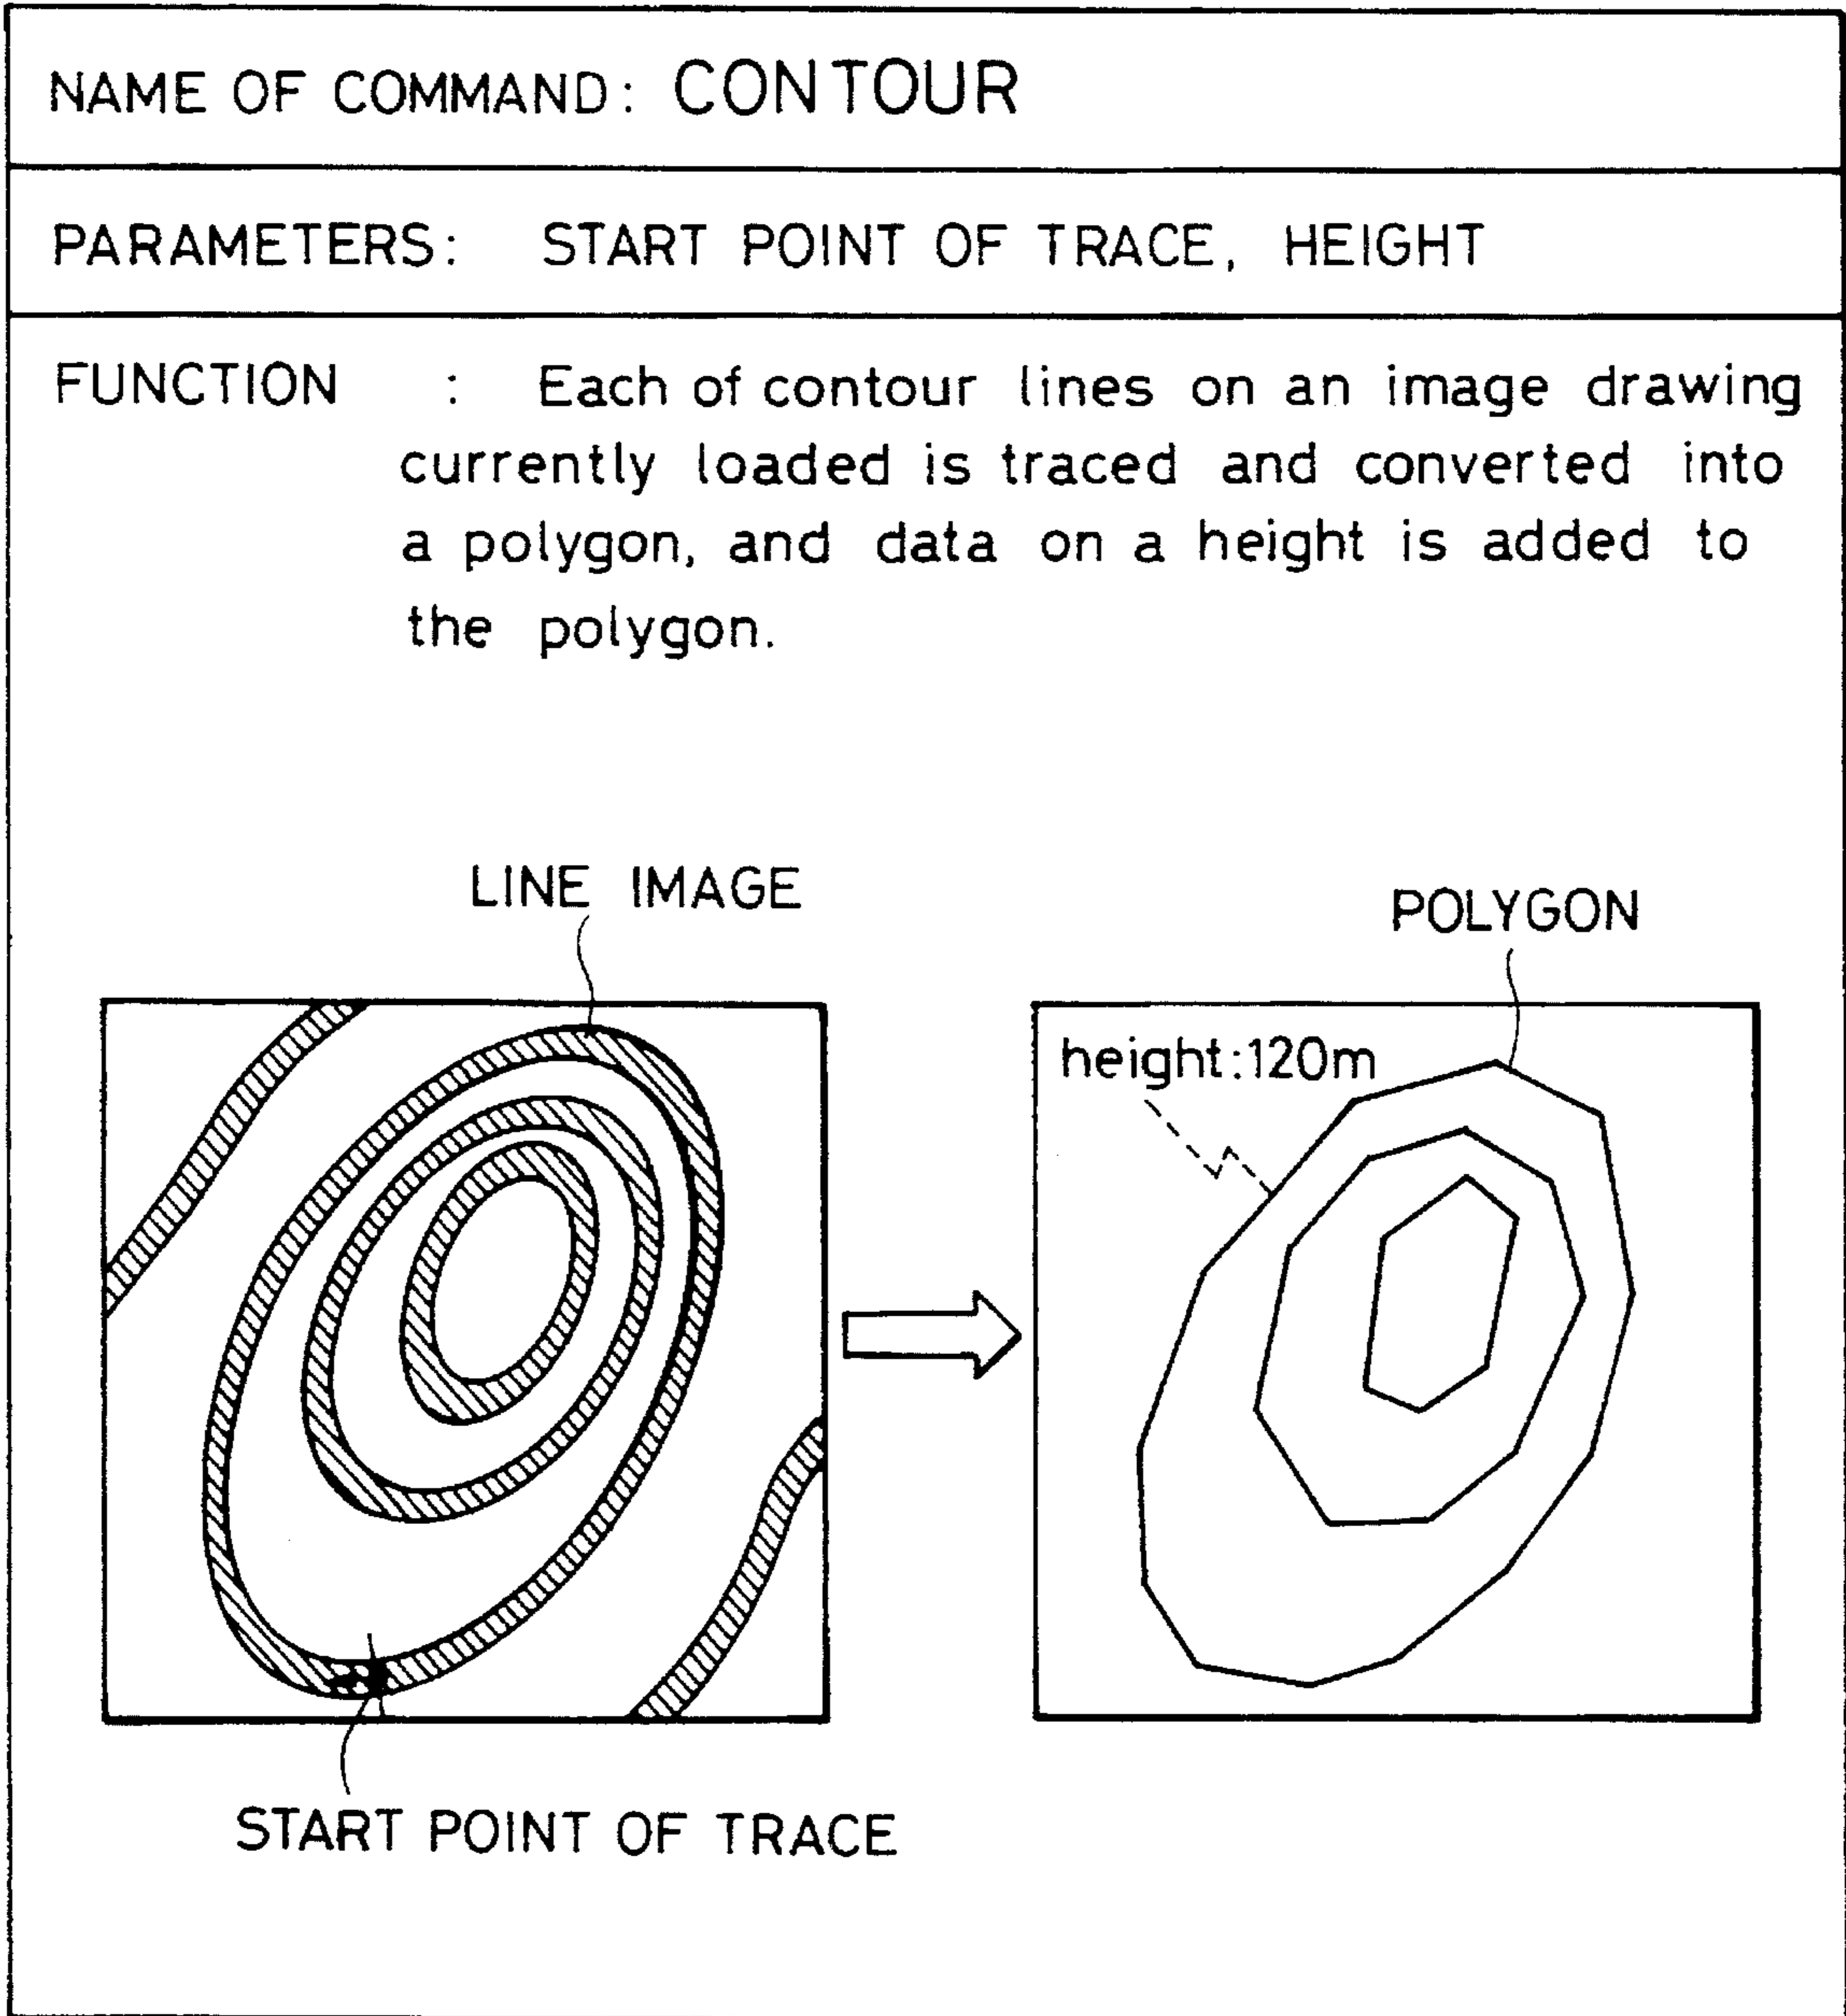 NAME OF COMMAND: CONTOUR
PARAMETERS: START POINT OF TRACE, HEIGHT
FUNCTION : Each of contour lines on an image drawing
currently loaded is traced and converted into
a polygon, and data on a height is added to
the polygon.
LINE IMAGE
POLYGON
height:120m
START POINT OF TRACE